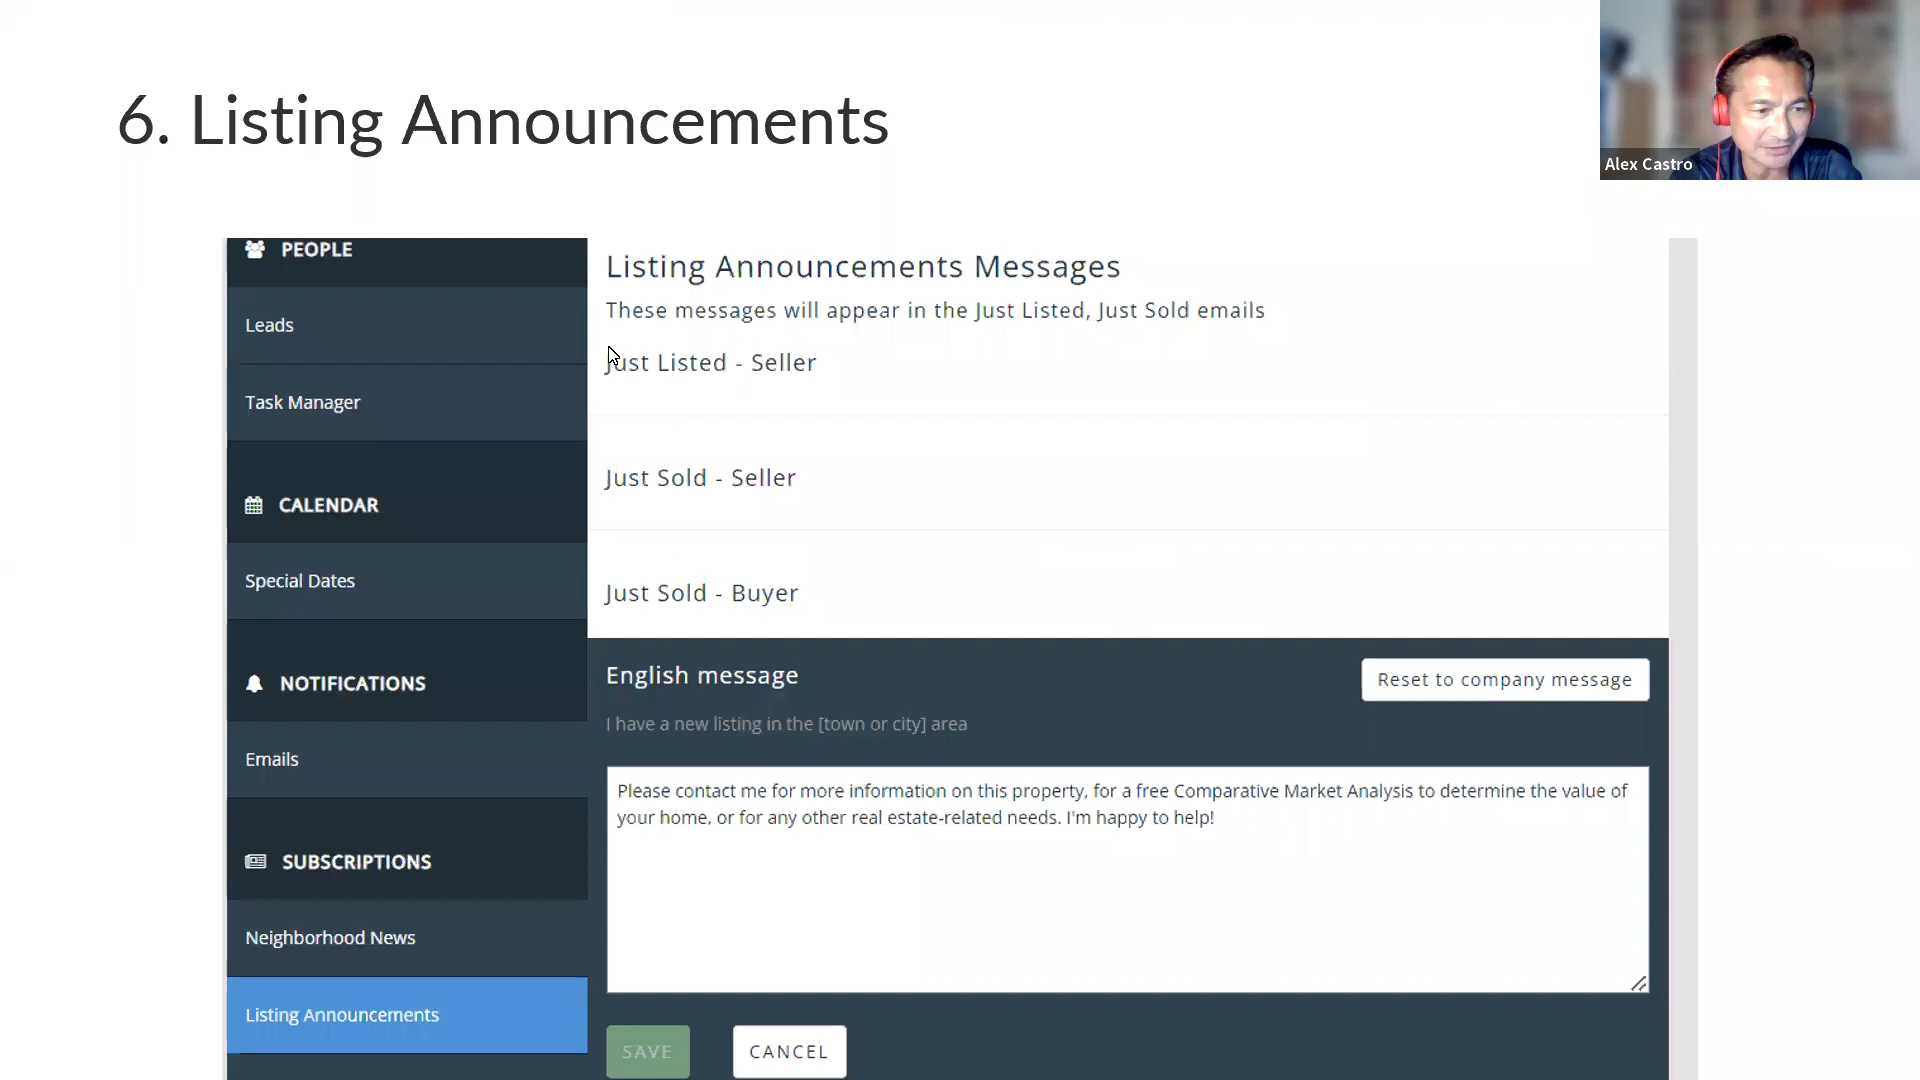 6. Listing Announcements
Alex Castro
PEOPLE
Leads
Task Manager
CALENDAR
Special Dates
NOTIFICATIONS
Emails
SUBSCRIPTIONS
Neighborhood News
Listing Announcements
Listing Announcements Messages
These messages will appear in the Just Listed, Just Sold emails
Just Listed - Seller
Just Sold - Seller
Just Sold - Buyer
English message
Reset to company message
I have a new listing in the [town or city] area
Please contact me for more information on this property, for a free Comparative Market Analysis to determine the value of
your home, or for any other real estate-related needs. I'm happy to help!
SAVE
CANCEL